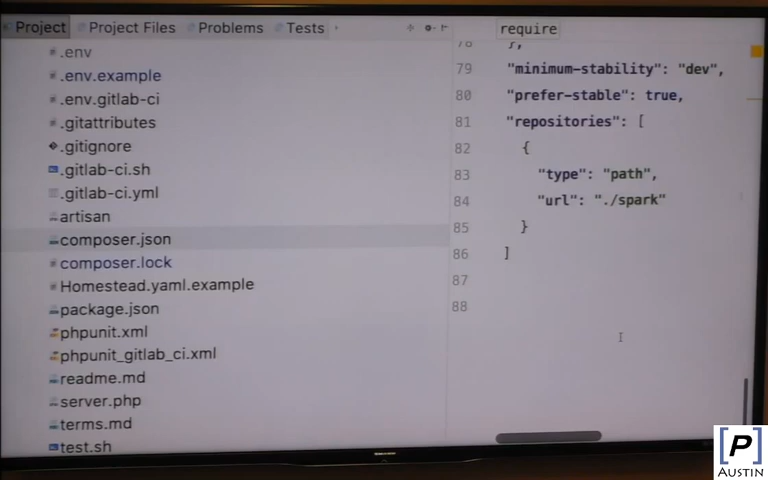 Project Project Files Problems Tests
require
.env
.env.example
.env.gitlab-ci
.gitattributes
.gitignore
.gitlab-ci.sh
.gitlab-ci.yml
artisan
composer.json
composer.lock
Homestead.yaml.example
package.json
phpunit.xml
phpunit_gitlab_ci.xml
readme.md
server.php
terms.md
test.sh
78 },
79 "minimum-stability": "dev",
80 "prefer-stable": true,
81 "repositories": [
82 {
83 "type": "path",
84 "url": "./spark"
85 }
86 ]
87
88
[P]
AUSTIN